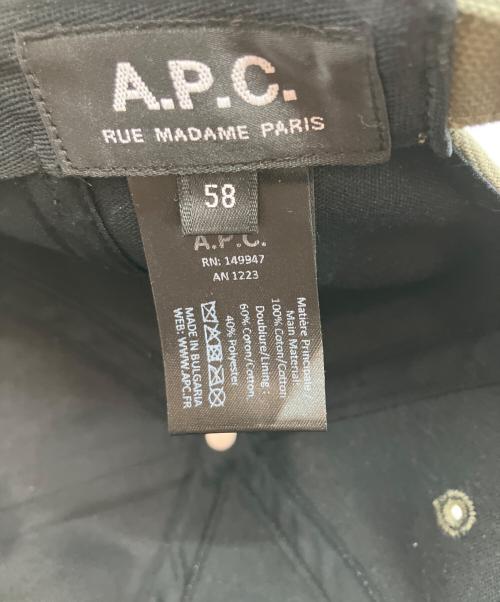 A.P.C.
RUE MADAME PARIS
58
A.P.C.
RN: 149947
AN 1223
Matière Principale/
Main Material:
100% Coton/Cotton
Doublure/Lining :
60% Coton/Cotton,
40% Polyester
MADE IN BULGARIA
WEB: WWW.APC.FR